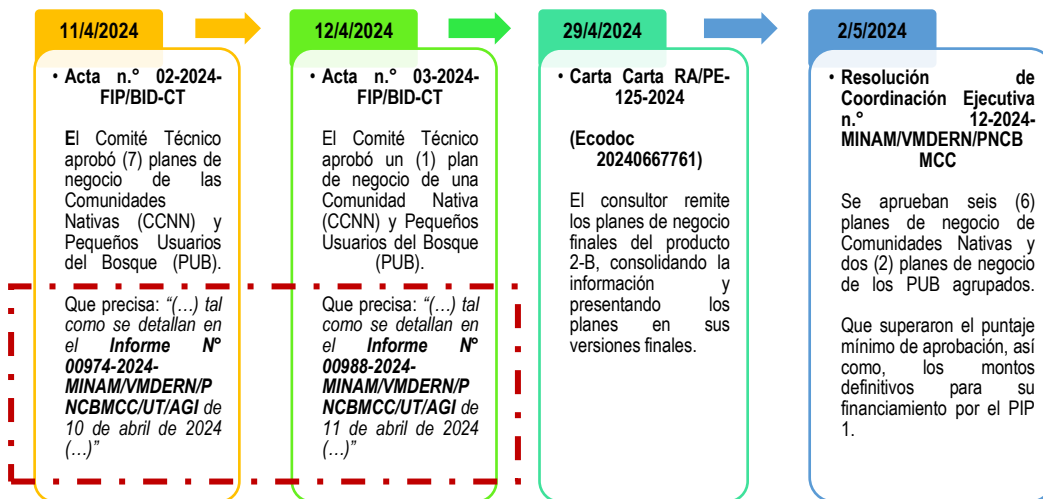 11/4/2024
• Acta n.° 02-2024-
FIP/BID-CT
El Comité Técnico
aprobó (7) planes de
negocio de las
Comunidades
Nativas (CCNN) y
Pequeños Usuarios
del Bosque (PUB).
Que precisa: “(…) tal
como se detallan en
el Informe N°
00974-2024-
MINAM/VMDERN/P
NCBMCC/UT/AGI de
10 de abril de 2024
(…)”
12/4/2024
• Acta n.° 03-2024-
FIP/BID-CT
El Comité Técnico
aprobó un (1) plan
de negocio de una
Comunidad Nativa
(CCNN) y Pequeños
Usuarios del Bosque
(PUB).
Que precisa: “(…) tal
como se detallan en
el Informe N°
00988-2024-
MINAM/VMDERN/P
NCBMCC/UT/AGI de
11 de abril de 2024
(…)”
29/4/2024
• Carta Carta RA/PE-
125-2024
(Ecodoc
20240667761)
El consultor remite
los planes de negocio
finales del producto
2-B, consolidando la
información y
presentando los
planes en sus
versiones finales.
2/5/2024
• Resolución de
Coordinación Ejecutiva
n.° 12-2024-
MINAM/VMDERN/PNCB
MCC
Se aprueban seis (6)
planes de negocio de
Comunidades Nativas y
dos (2) planes de negocio
de los PUB agrupados.
Que superaron el puntaje
mínimo de aprobación, así
como, los montos
definitivos para su
financiamiento por el PIP
1.